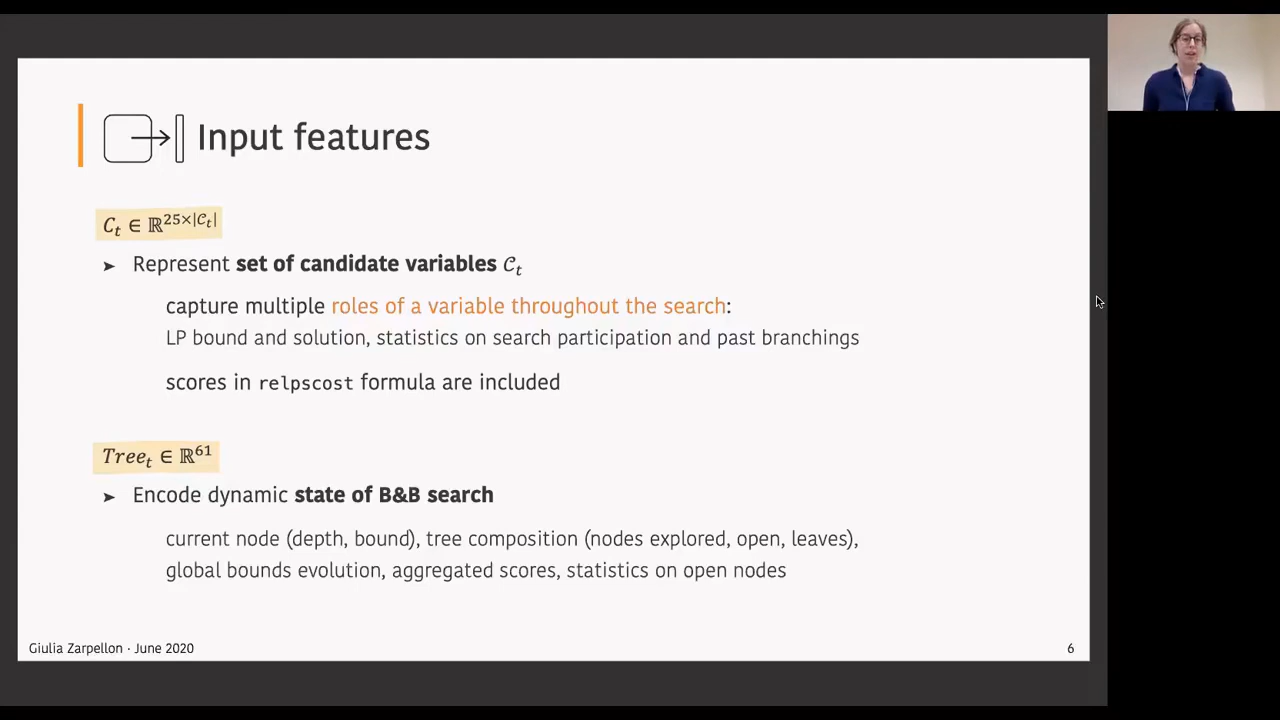 Input features
C_t ∈ ℝ^{25×|𝒞_t|}
➤ Represent set of candidate variables 𝒞_t
capture multiple roles of a variable throughout the search:
LP bound and solution, statistics on search participation and past branchings
scores in relpscost formula are included
Tree_t ∈ ℝ^{61}
➤ Encode dynamic state of B&B search
current node (depth, bound), tree composition (nodes explored, open, leaves),
global bounds evolution, aggregated scores, statistics on open nodes
Giulia Zarpellon · June 2020
6